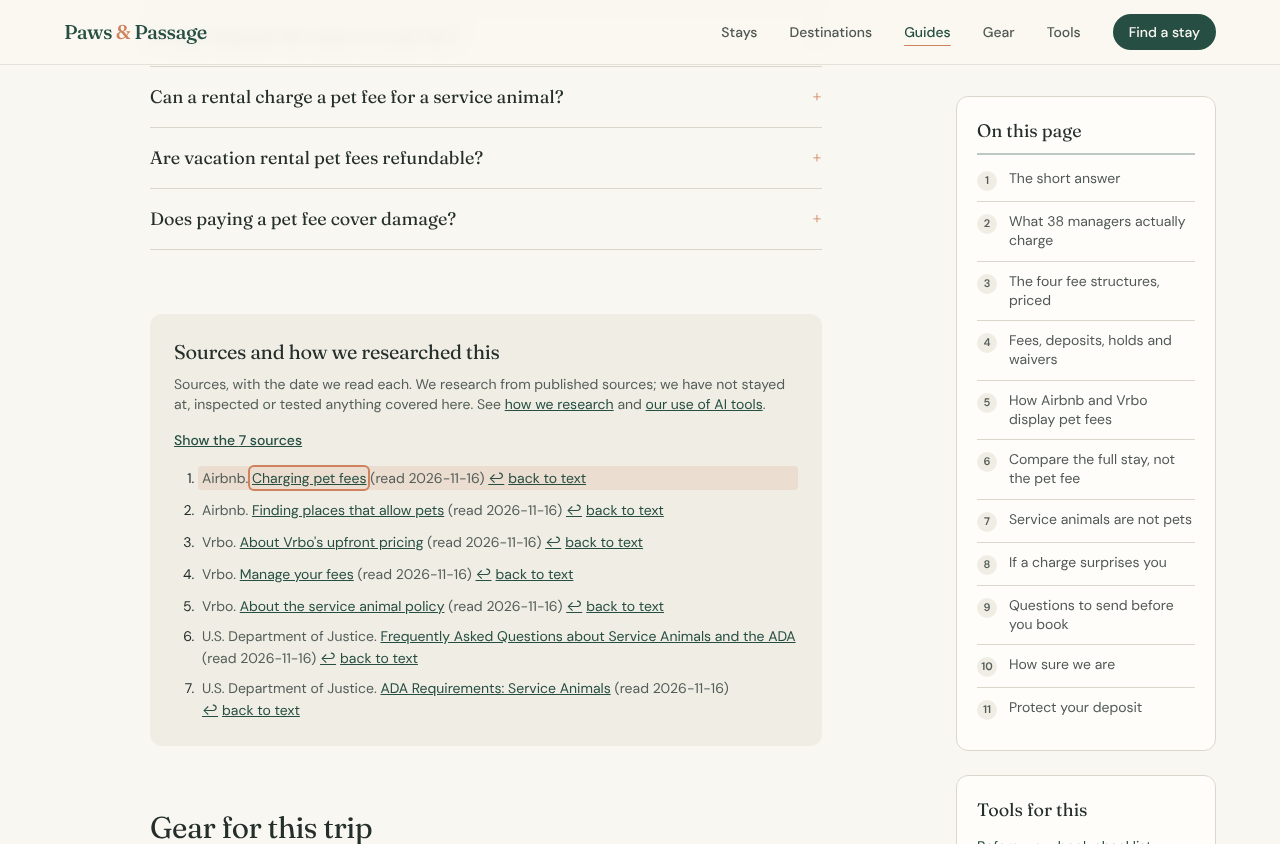 Paws & Passage
Stays
Destinations
Guides
Gear
Tools
Find a stay
Can a rental charge a pet fee for a service animal?
+
Are vacation rental pet fees refundable?
+
Does paying a pet fee cover damage?
+
Sources and how we researched this
Sources, with the date we read each. We research from published sources; we have not stayed
at, inspected or tested anything covered here. See how we research and our use of AI tools.
Show the 7 sources
1. Airbnb. Charging pet fees (read 2026-11-16) ↩ back to text
2. Airbnb. Finding places that allow pets (read 2026-11-16) ↩ back to text
3. Vrbo. About Vrbo's upfront pricing (read 2026-11-16) ↩ back to text
4. Vrbo. Manage your fees (read 2026-11-16) ↩ back to text
5. Vrbo. About the service animal policy (read 2026-11-16) ↩ back to text
6. U.S. Department of Justice. Frequently Asked Questions about Service Animals and the ADA
(read 2026-11-16) ↩ back to text
7. U.S. Department of Justice. ADA Requirements: Service Animals (read 2026-11-16)
↩ back to text
Gear for this trip
On this page
1 The short answer
2 What 38 managers actually
charge
3 The four fee structures,
priced
4 Fees, deposits, holds and
waivers
5 How Airbnb and Vrbo
display pet fees
6 Compare the full stay, not
the pet fee
7 Service animals are not pets
8 If a charge surprises you
9 Questions to send before
you book
10 How sure we are
11 Protect your deposit
Tools for this